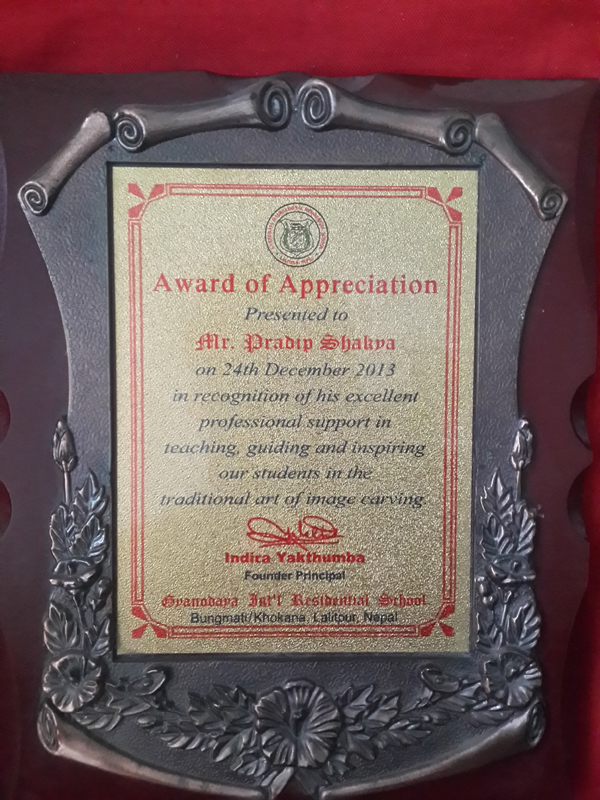 Award of Appreciation
Presented to
Mr. Pradip Shakya
on 24th December 2013
in recognition of his excellent
professional support in
teaching, guiding and inspiring
our students in the
traditional art of image carving.
Indira Yakthumba
Founder Principal
Gyanodaya Int'l Residential School
Bungmati/Khokana, Lalitpur, Nepal